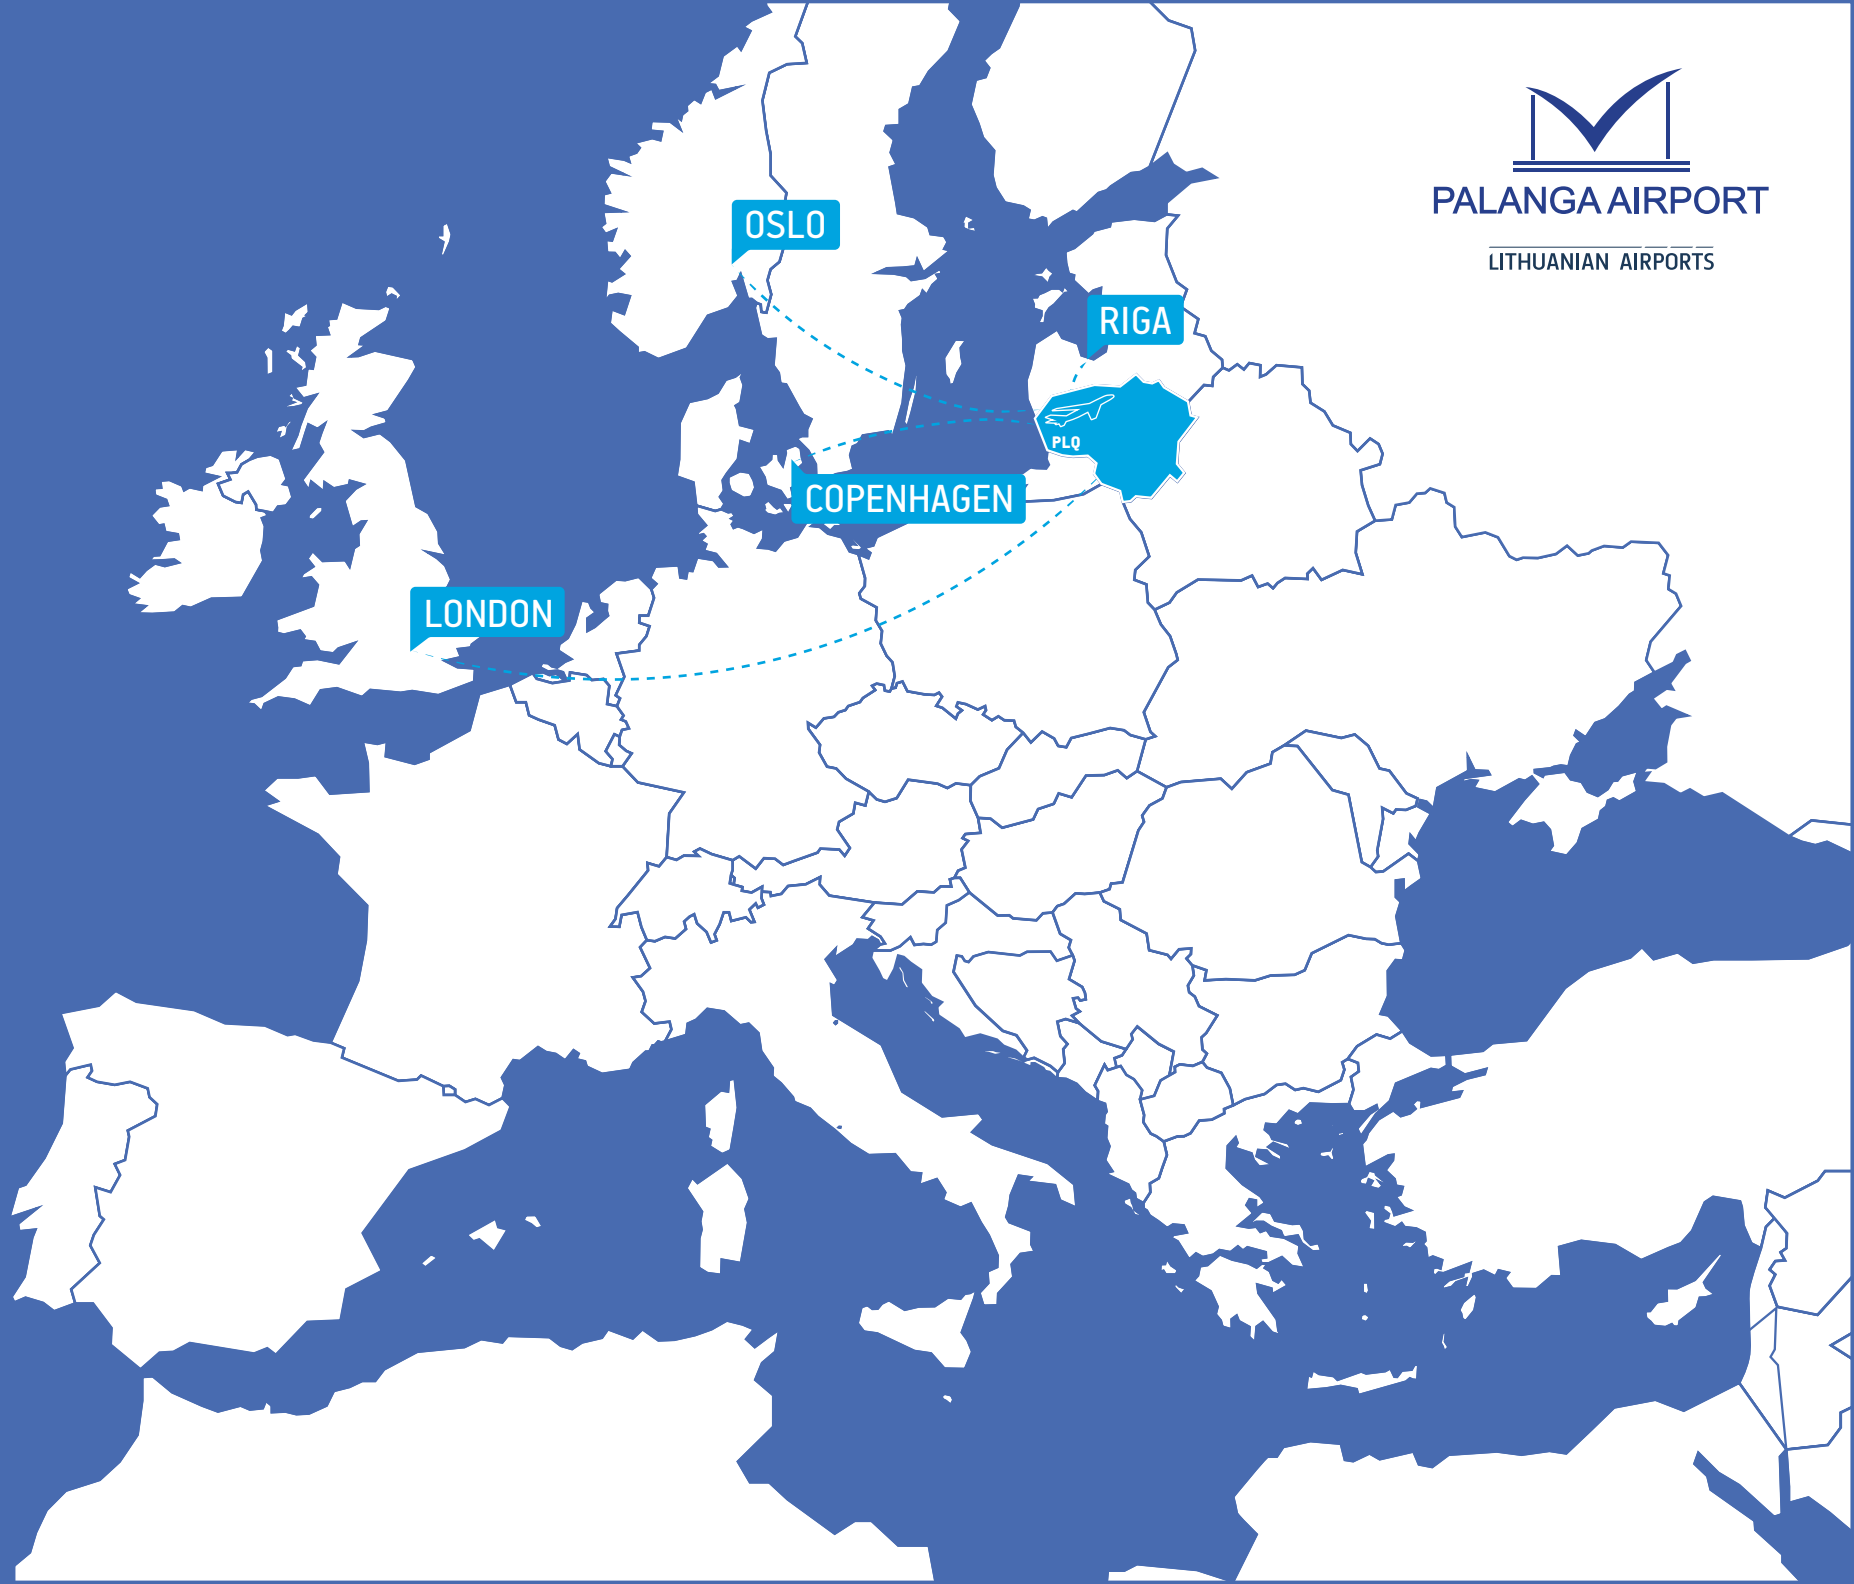 PALANGA AIRPORT
LITHUANIAN AIRPORTS
OSLO
RIGA
PLQ
COPENHAGEN
LONDON